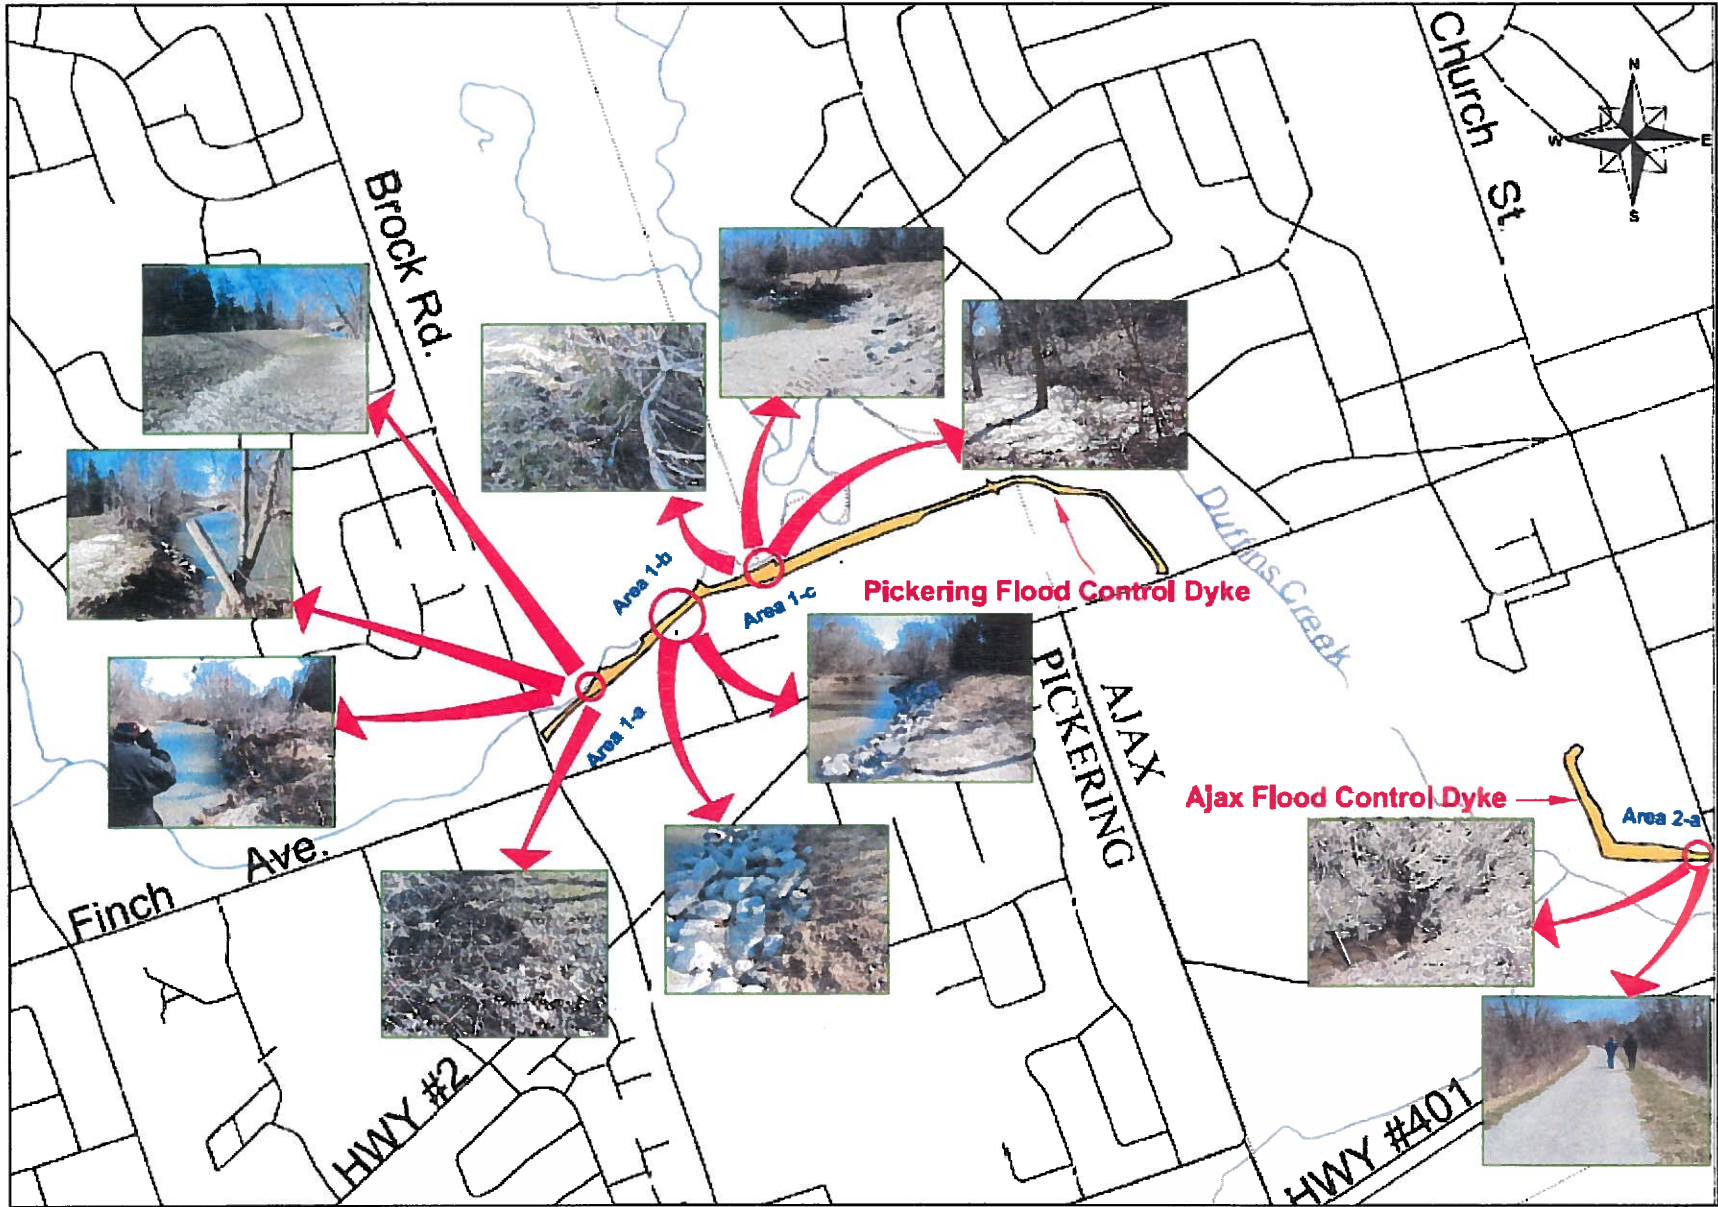 Church St.
N
W
E
S
Brock Rd.
Duffins Creek
Area 1-b
Area 1-c
Pickering Flood Control Dyke
Area 1-a
AJAX
PICKERING
Ajax Flood Control Dyke
Area 2-a
Finch Ave.
HWY #2
HWY #401